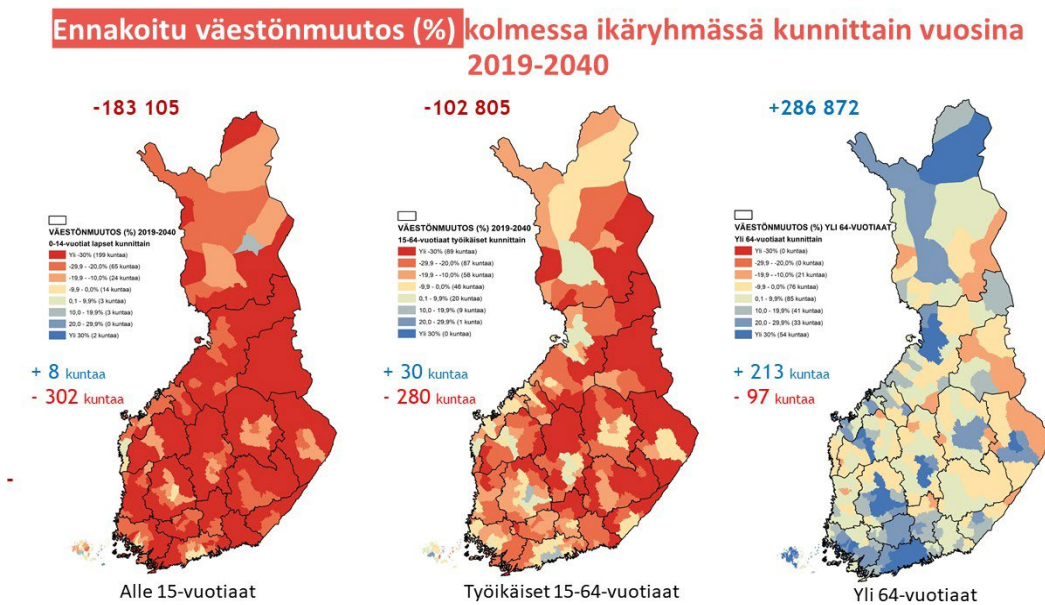 Ennakoitu väestönmuutos (%) kolmessa ikäryhmässä kunnittain vuosina
2019-2040
-183 105
VÄESTÖNMUUTOS (%) 2019-2040
0-14-vuotiat lapset kunnittain
Yli -30% (199 kuntaa)
-29,9 - -20,0% (65 kuntaa)
-19,9 - -10,0% (24 kuntaa)
-9,9 - 0,0% (14 kuntaa)
0,1 - 9,9% (3 kuntaa)
10,0 - 19,9% (3 kuntaa)
20,0 - 29,9% (0 kuntaa)
Yli 30% (2 kuntaa)
+ 8 kuntaa
- 302 kuntaa
-
Alle 15-vuotiaat
-102 805
VÄESTÖNMUUTOS (%) 2019-2040
15-64-vuotiaat työikäiset kunnittain
Yli -30% (89 kuntaa)
-29,9 - -20,0% (87 kuntaa)
-19,9 - -10,0% (58 kuntaa)
-9,9 - 0,0% (46 kuntaa)
0,1 - 9,9% (20 kuntaa)
10,0 - 19,9% (9 kuntaa)
20,0 - 29,9% (1 kunta)
Yli 30% (0 kuntaa)
+ 30 kuntaa
- 280 kuntaa
Työikäiset 15-64-vuotiaat
+286 872
VÄESTÖNMUUTOS (%) YLI 64-VUOTIAAT
Yli 64-vuotiaat kunnittain
Yli -30% (0 kuntaa)
-29,9 - -20,0% (0 kuntaa)
-19,9 - -10,0% (21 kuntaa)
-9,9 - 0,0% (76 kuntaa)
0,1 - 9,9% (85 kuntaa)
10,0 - 19,9% (41 kuntaa)
20,0 - 29,9% (33 kuntaa)
Yli 30% (54 kuntaa)
+ 213 kuntaa
- 97 kuntaa
Yli 64-vuotiaat